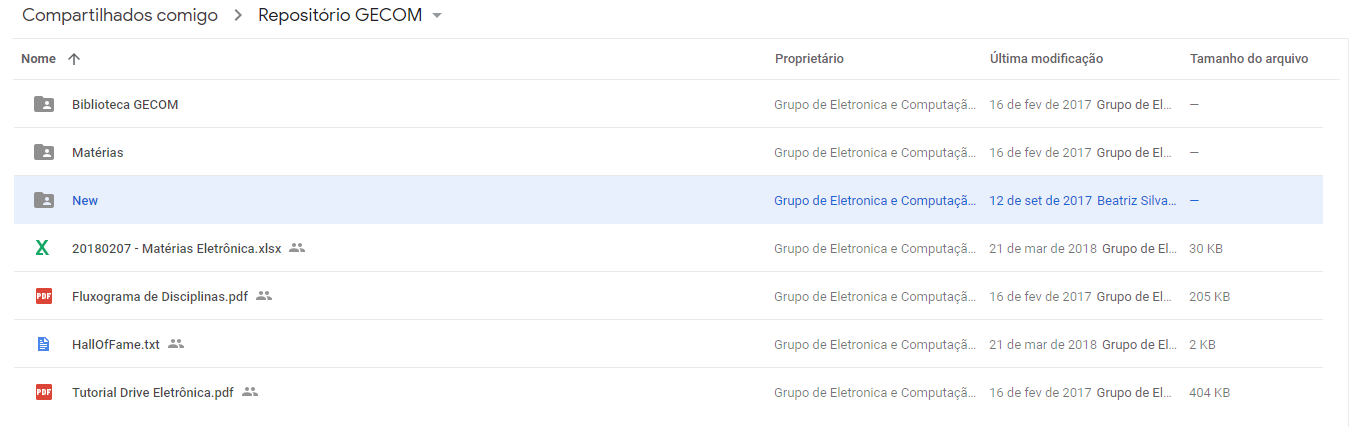 Compartilhados comigo > Repositório GECOM
Nome Proprietário Última modificação Tamanho do arquivo
Biblioteca GECOM Grupo de Eletronica e Computaçã... 16 de fev de 2017 Grupo de El... —
Matérias Grupo de Eletronica e Computaçã... 16 de fev de 2017 Grupo de El... —
New Grupo de Eletronica e Computaçã... 12 de set de 2017 Beatriz Silva... —
20180207 - Matérias Eletrônica.xlsx Grupo de Eletronica e Computaçã... 21 de mar de 2018 Grupo de El... 30 KB
PDF Fluxograma de Disciplinas.pdf Grupo de Eletronica e Computaçã... 16 de fev de 2017 Grupo de El... 205 KB
HallOfFame.txt Grupo de Eletronica e Computaçã... 21 de mar de 2018 Grupo de El... 2 KB
PDF Tutorial Drive Eletrônica.pdf Grupo de Eletronica e Computaçã... 16 de fev de 2017 Grupo de El... 404 KB